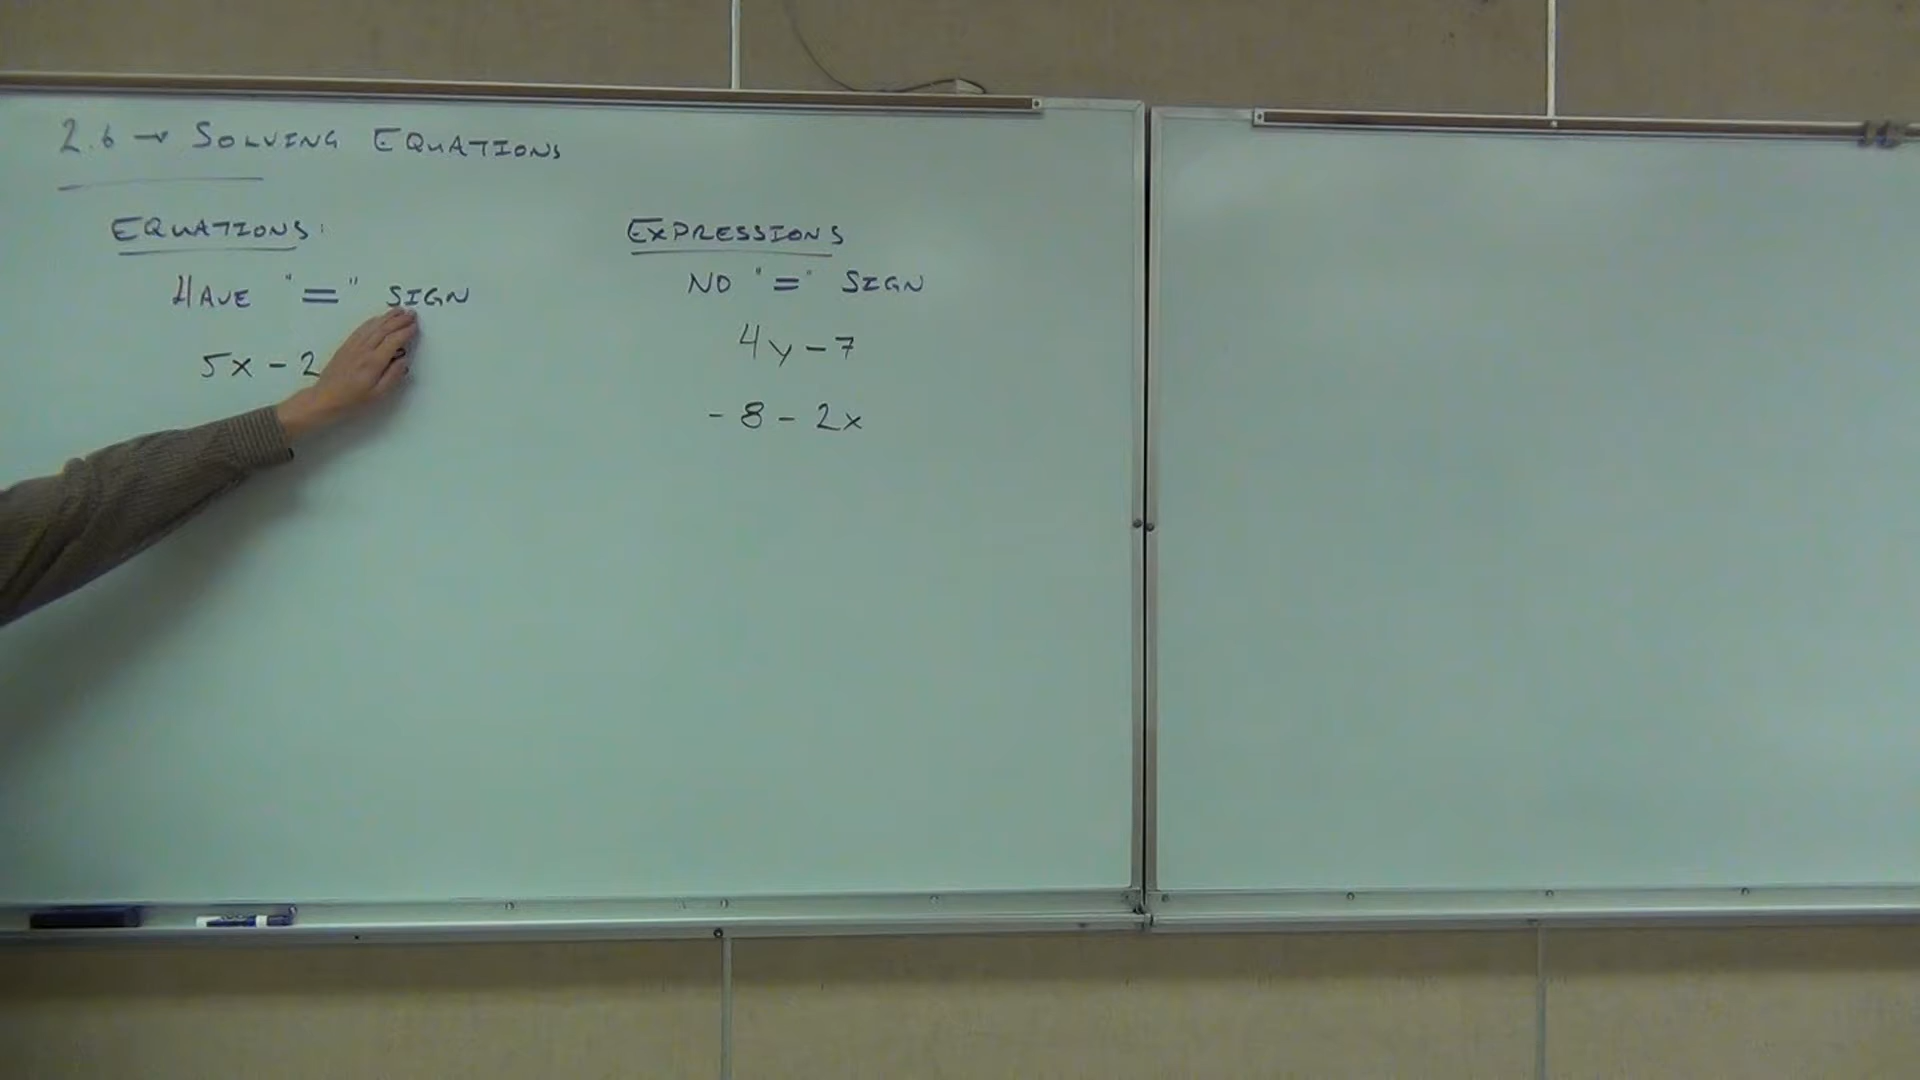 2.6 → SOLVING EQUATIONS
EQUATIONS:
HAVE "=" SIGN
5x - 2
EXPRESSIONS
NO "=" SIGN
4y - 7
- 8 - 2x